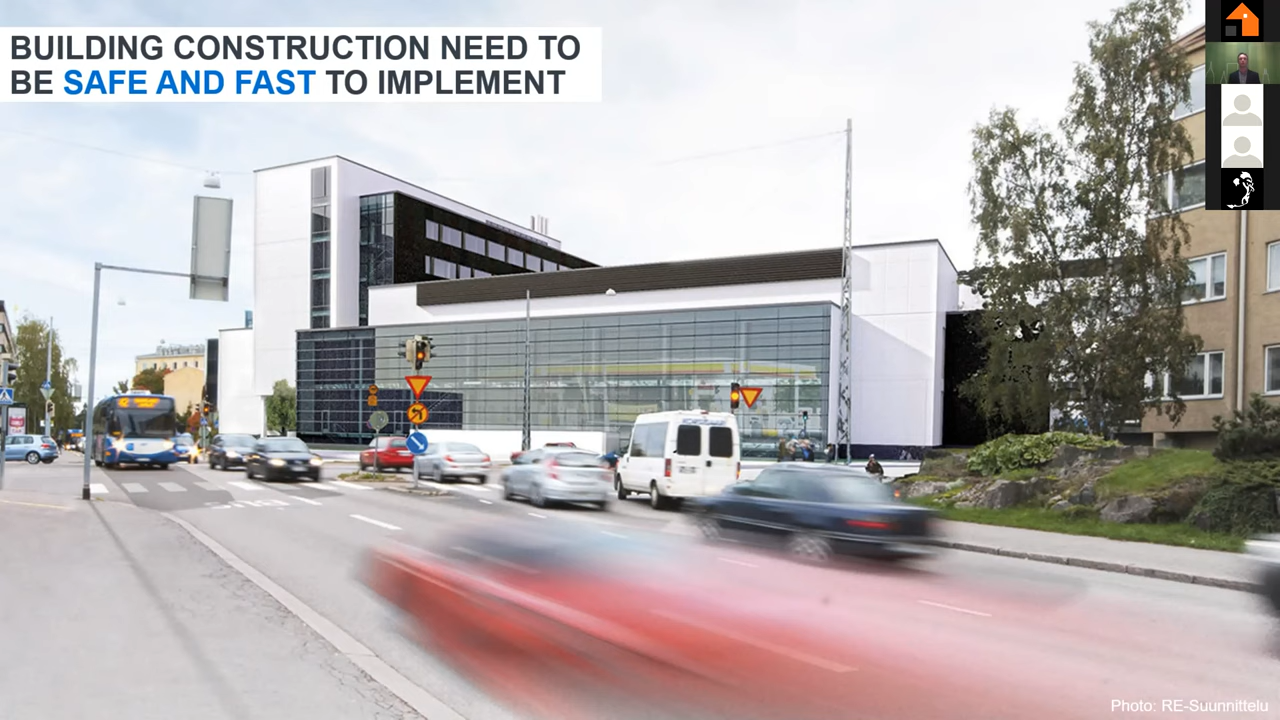 BUILDING CONSTRUCTION NEED TO
BE SAFE AND FAST TO IMPLEMENT
Photo: RE-Suunnittelu